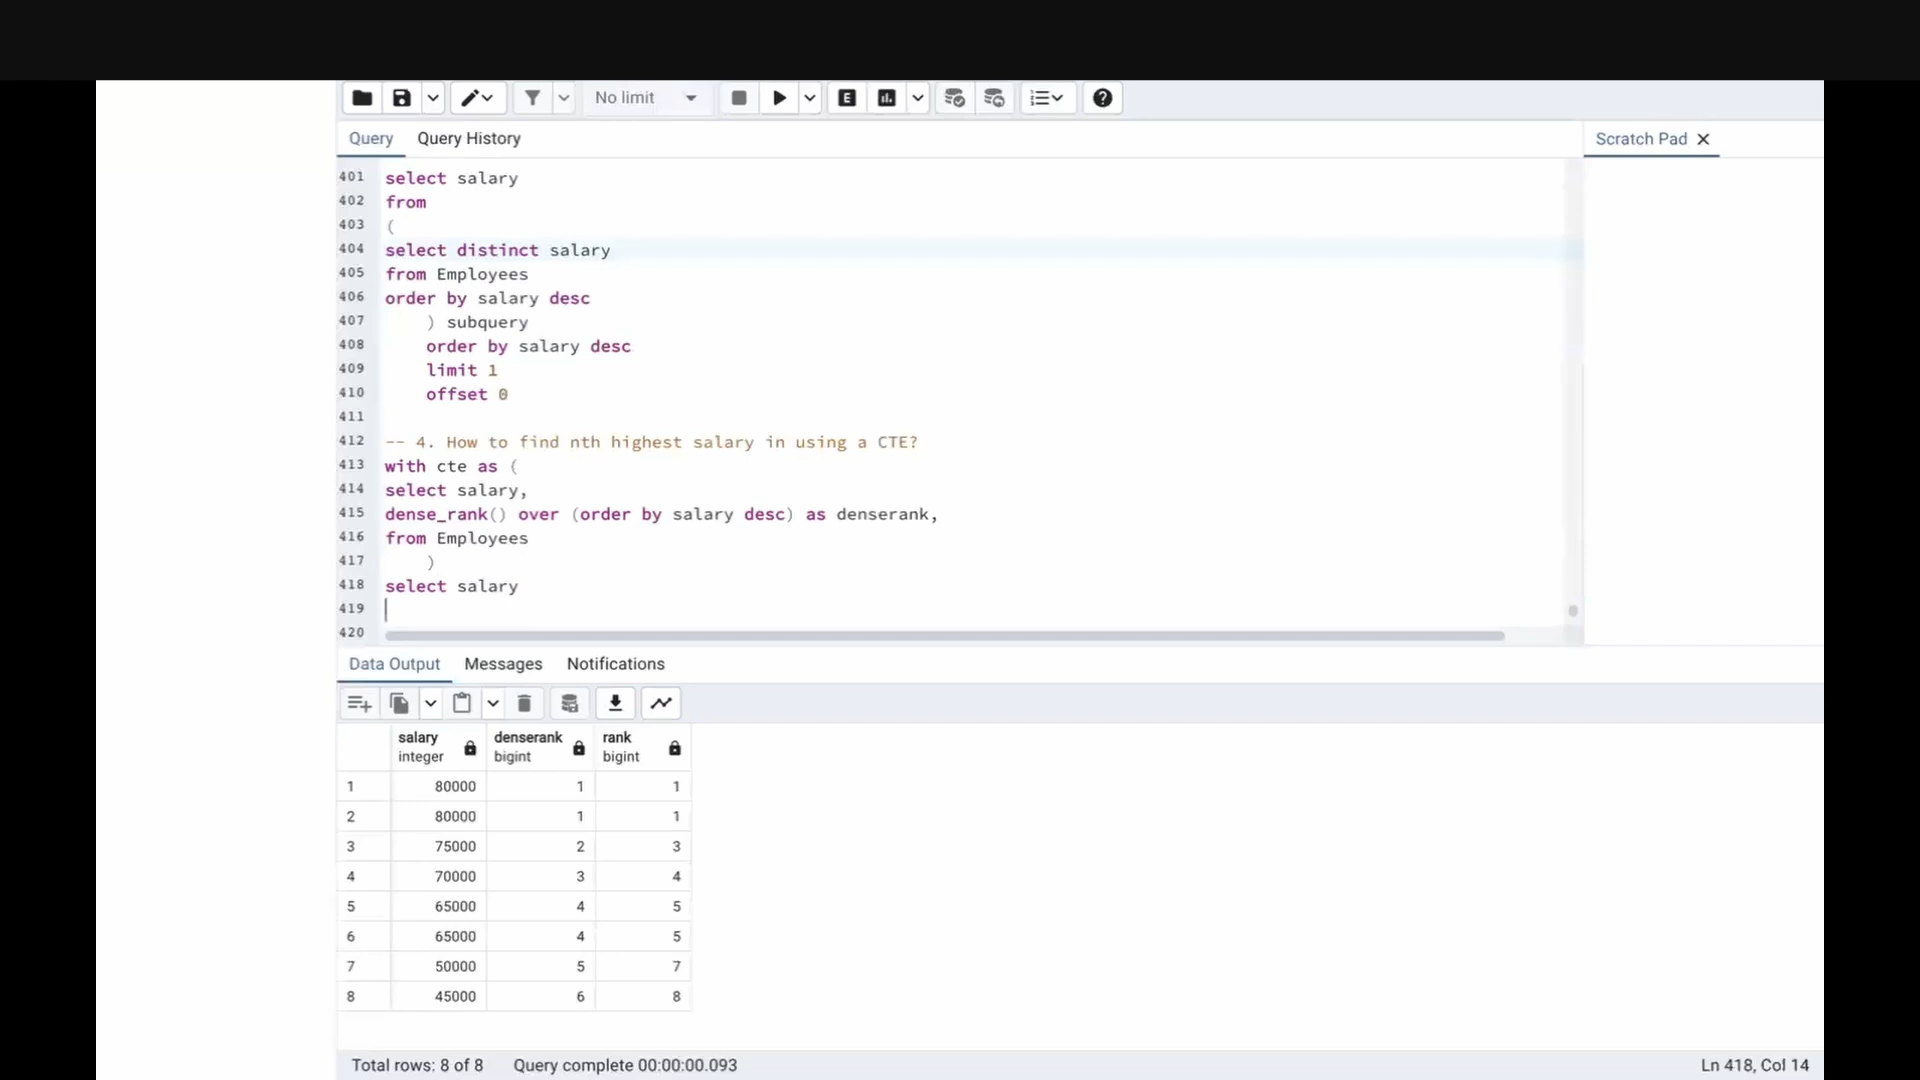 No limit
E
Query Query History
Scratch Pad
401 select salary
402 from
403 (
404 select distinct salary
405 from Employees
406 order by salary desc
407 ) subquery
408 order by salary desc
409 limit 1
410 offset 0
411
412 -- 4. How to find nth highest salary in using a CTE?
413 with cte as (
414 select salary,
415 dense_rank() over (order by salary desc) as denserank,
416 from Employees
417 )
418 select salary
419
420
Data Output Messages Notifications
salary denserank rank
integer bigint bigint
1 80000 1 1
2 80000 1 1
3 75000 2 3
4 70000 3 4
5 65000 4 5
6 65000 4 5
7 50000 5 7
8 45000 6 8
Total rows: 8 of 8 Query complete 00:00:00.093 Ln 418, Col 14